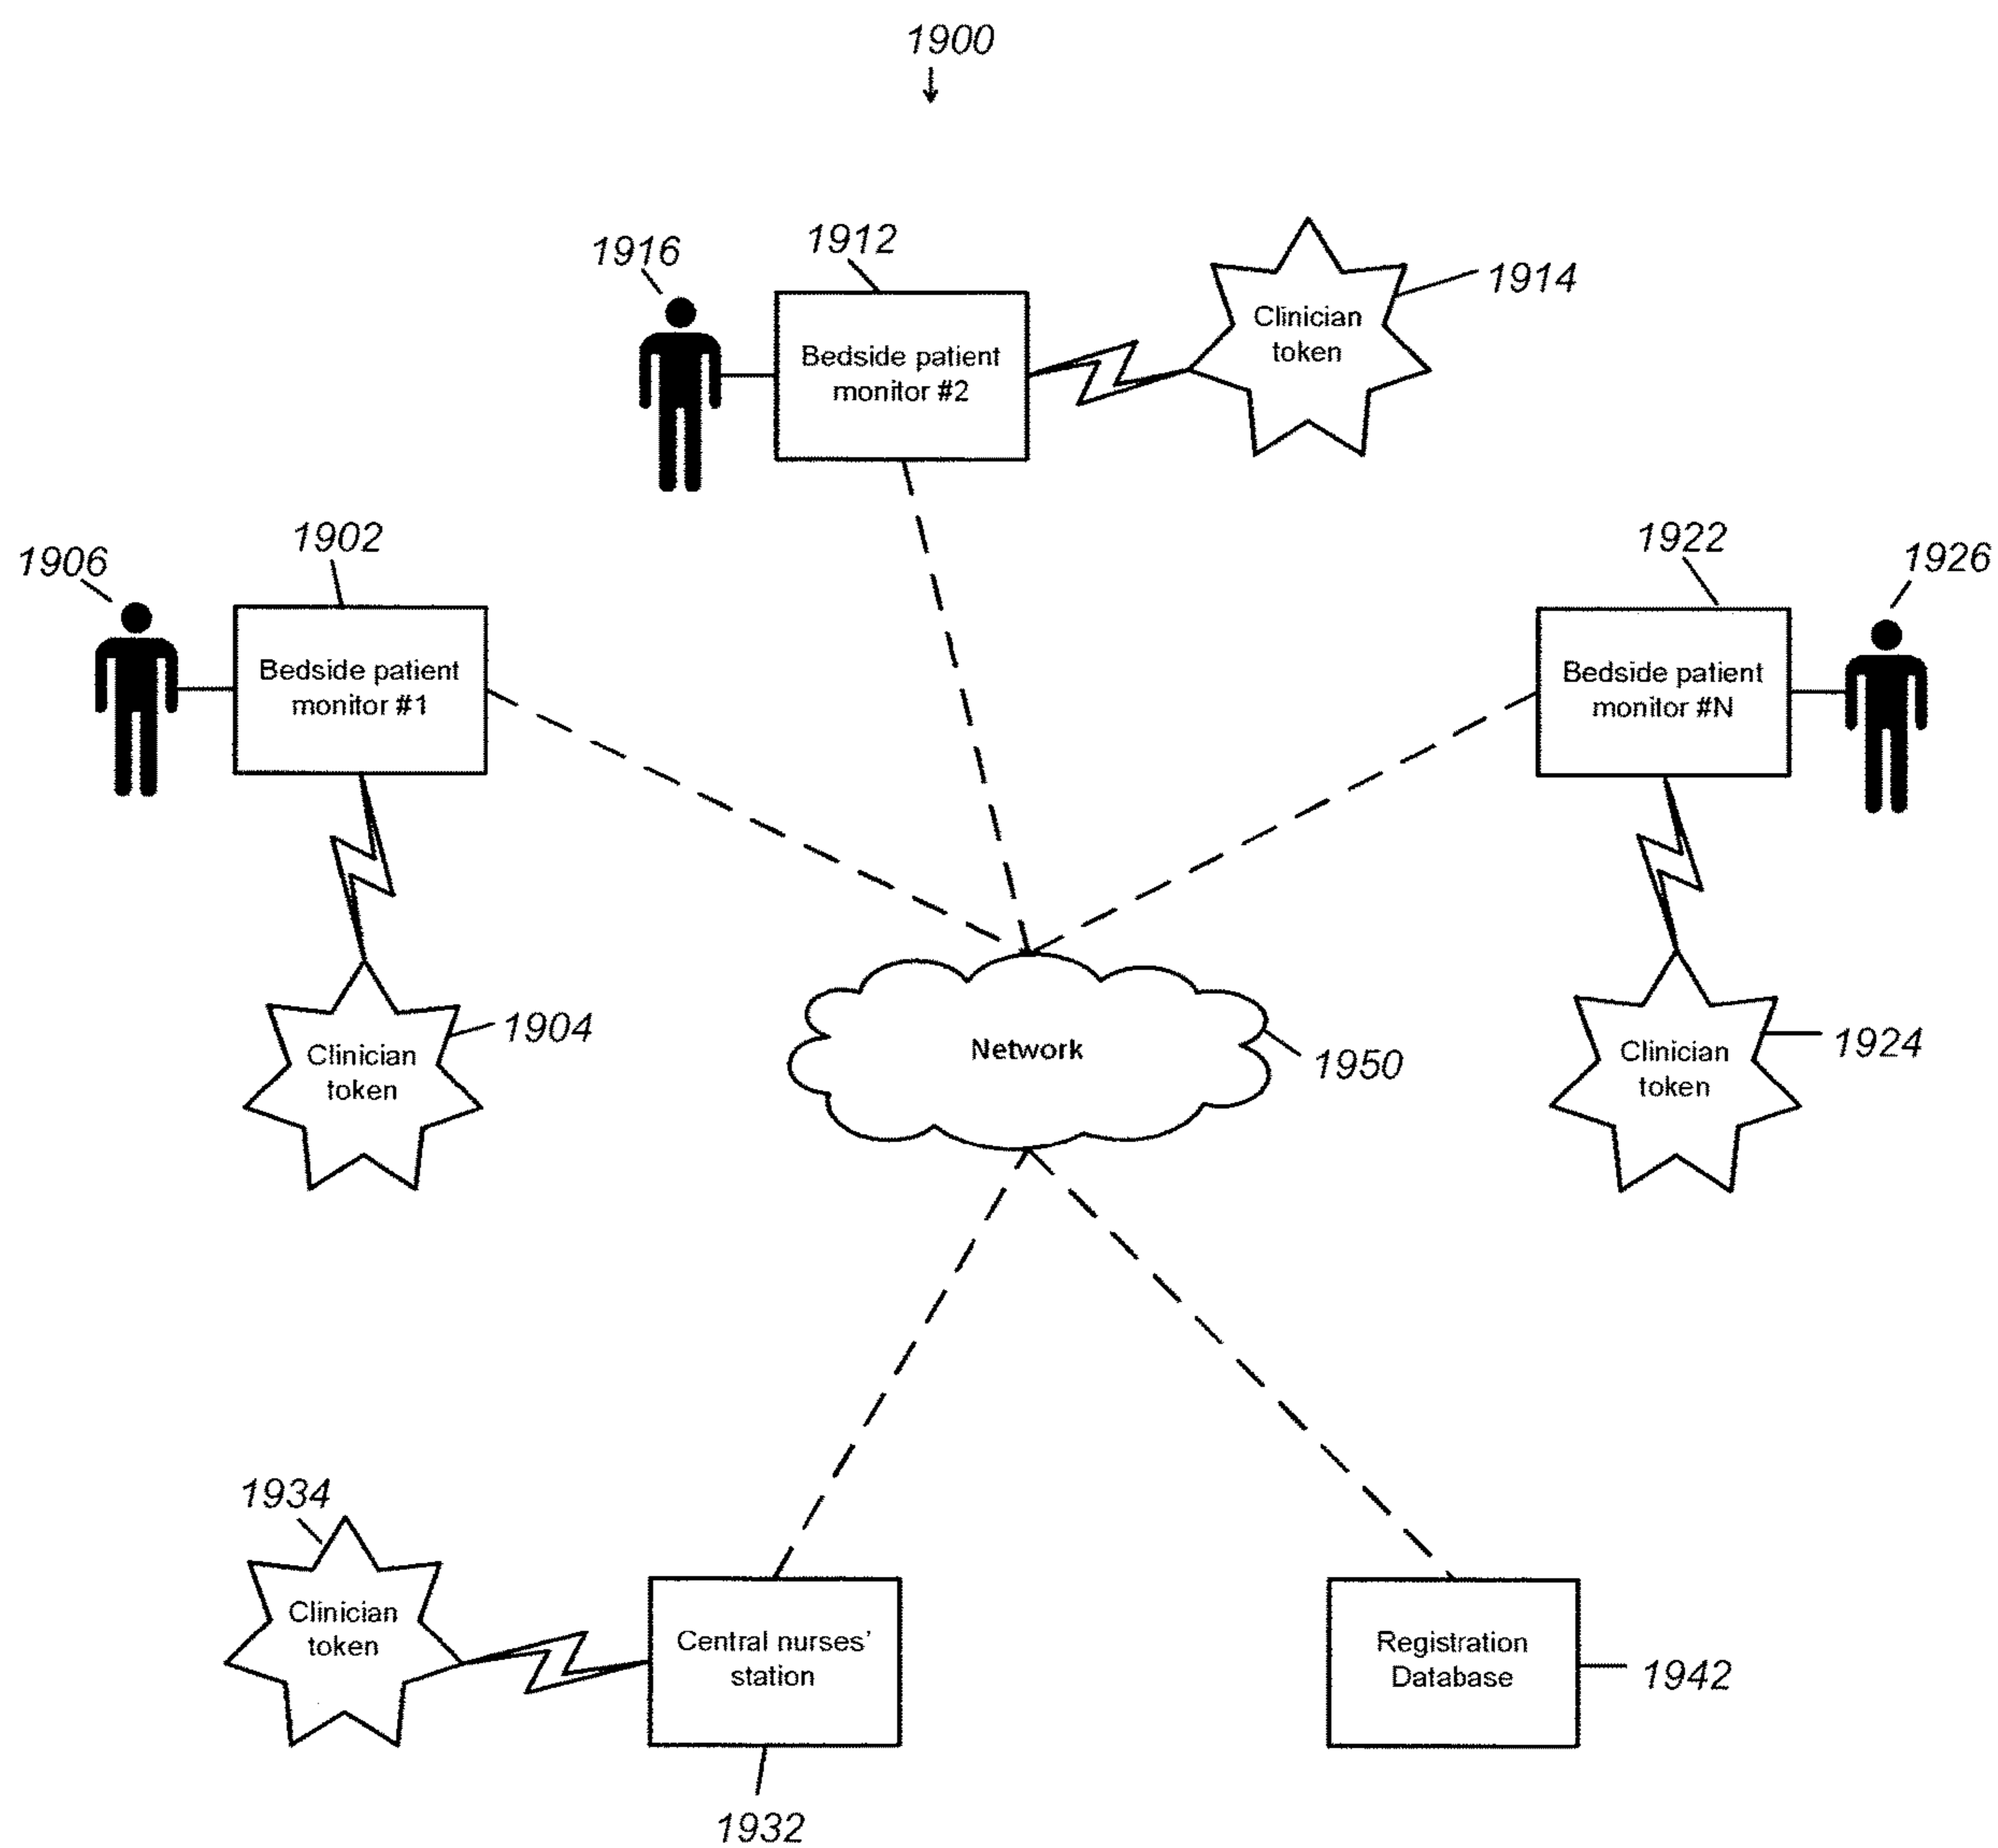 1900
1916
1912
1914
Clinician
token
Bedside patient
monitor #2
1906
1902
1922
1926
Bedside patient
monitor #1
Bedside patient
monitor #N
1904
Clinician
token
Network
1950
1924
Clinician
token
1934
Clinician
token
Central nurses'
station
Registration
Database
1942
1932